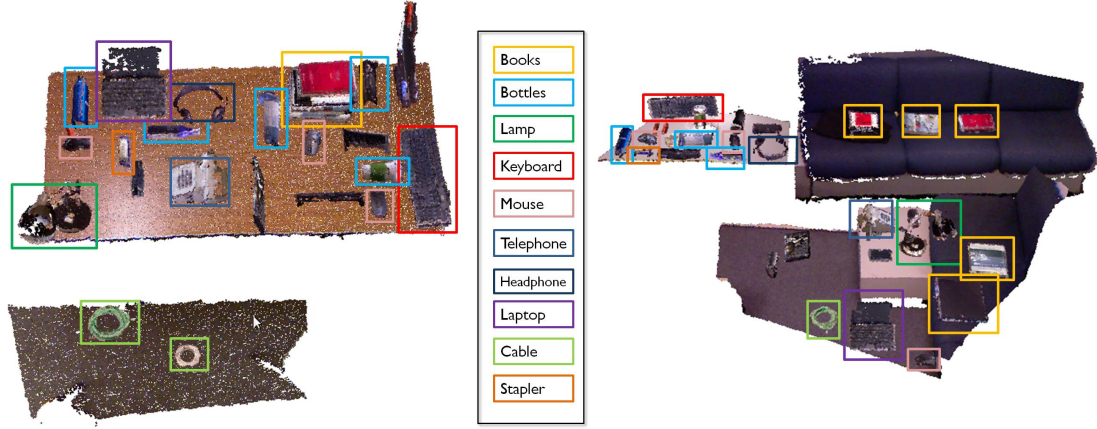 Books
Bottles
Lamp
Keyboard
Mouse
Telephone
Headphone
Laptop
Cable
Stapler